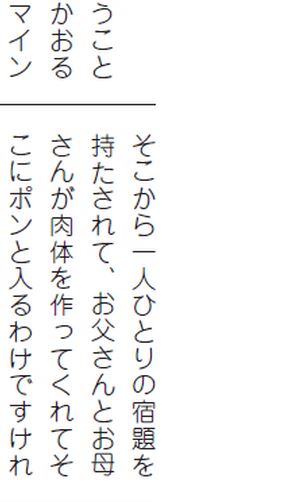 うこと
かおる
マイン
そこから一人ひとりの宿題を
持たされて、お父さんとお母
さんが肉体を作ってくれてそ
こにポンと入るわけですけれ